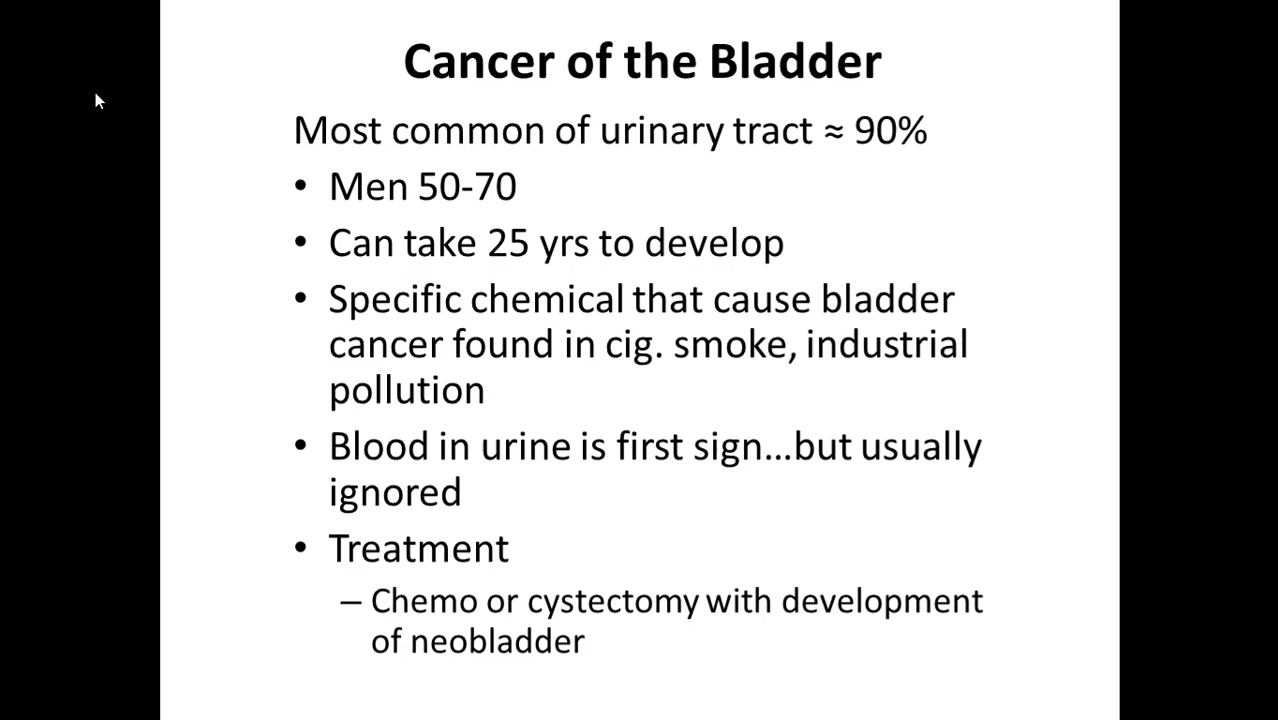 Cancer of the Bladder
Most common of urinary tract ≈ 90%
• Men 50-70
• Can take 25 yrs to develop
• Specific chemical that cause bladder
cancer found in cig. smoke, industrial
pollution
• Blood in urine is first sign…but usually
ignored
• Treatment
– Chemo or cystectomy with development
of neobladder